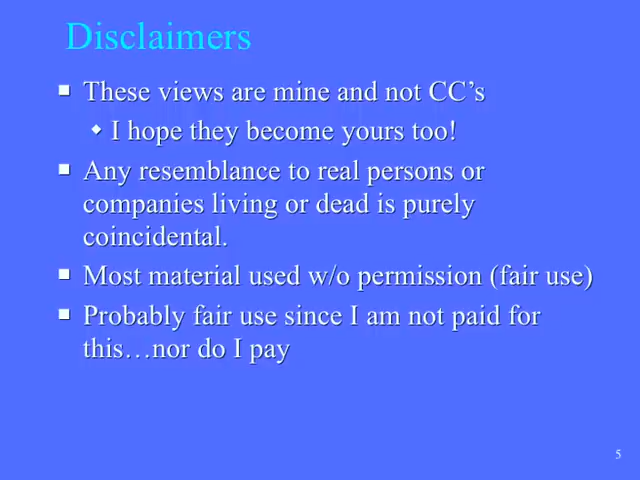 Disclaimers
These views are mine and not CC’s
I hope they become yours too!
Any resemblance to real persons or
companies living or dead is purely
coincidental.
Most material used w/o permission (fair use)
Probably fair use since I am not paid for
this…nor do I pay
5